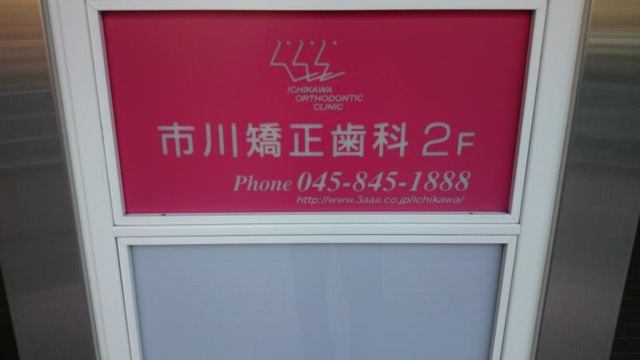 ICHIKAWA
ORTHODONTIC
CLINIC
市川矯正歯科 2F
Phone 045-845-1888
http://www.3aaa.co.jp/ichikawa/